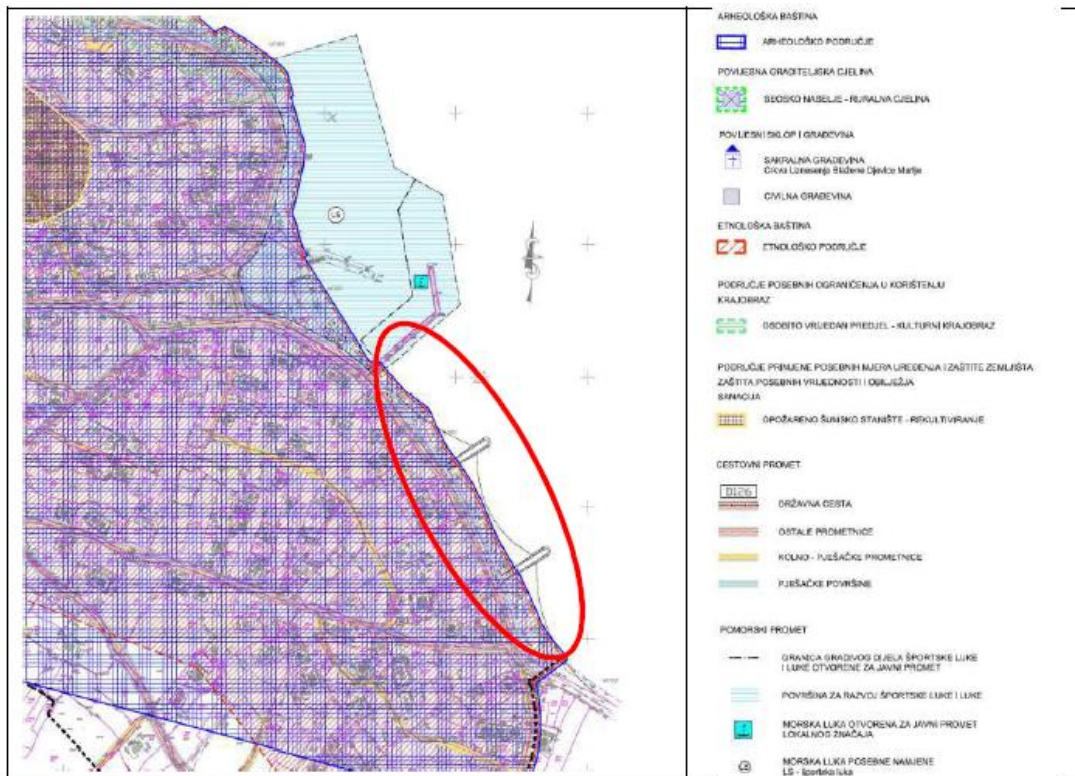 ARHEOLOŠKA BAŠTINA
ARHEOLOŠKO PODRUČJE
POVIJESNA GRADITELJSKA CJELINA
SEOSKO NASELJE - RURALNA CJELINA
POVIJESNI SKLOP I GRAĐEVINA
SAKRALNA GRAĐEVINA
Crkva Uznesenja Blažene Djevice Marije
CIVILNA GRAĐEVINA
ETNOLOŠKA BAŠTINA
ETNOLOŠKO PODRUČJE
PODRUČJE POSEBNIH OGRANIČENJA U KORIŠTENJU
KRAJOBRAZ
OSOBITO VRIJEDAN PREDJEL - KULTURNI KRAJOBRAZ
PODRUČJE PRIMJENE POSEBNIH MJERA UREĐENJA I ZAŠTITE ZEMLJIŠTA
ZAŠTITA POSEBNIH VRIJEDNOSTI I OBILJEŽJA
SANACIJA
OPOŽARENO ŠUMSKO STANIŠTE - REKULTIVIRANJE
CESTOVNI PROMET
D126
DRŽAVNA CESTA
OSTALE PROMETNICE
KOLNO - PJEŠAČKE PROMETNICE
PJEŠAČKE POVRŠINE
POMORSKI PROMET
GRANICA GRADIVOG DIJELA ŠPORTSKE LUKE
I LUKE OTVORENE ZA JAVNI PROMET
POVRŠINA ZA RAZVOJ ŠPORTSKE LUKE I LUKE
MORSKA LUKA OTVORENA ZA JAVNI PROMET
LOKALNOG ZNAČAJA
LS
MORSKA LUKA POSEBNE NAMJENE
LS - športska luka
LS